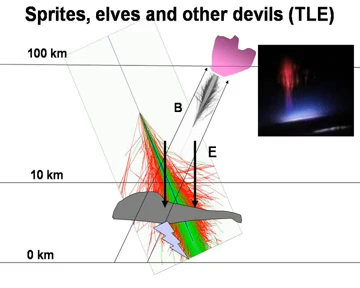 Sprites, elves and other devils (TLE)
100 km
B
E
10 km
0 km